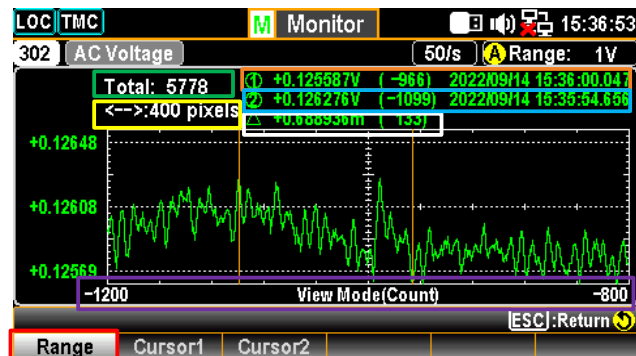 LOC TMC M Monitor 15:36:53
302 AC Voltage 50/s A Range: 1V
Total: 5778 ① +0.125587V (-966) 2022/09/14 15:36:00.047
<-->:400 pixels ② +0.126276V (-1099) 2022/09/14 15:35:54.656
△ +0.688936m ( 133)
+0.12648
+0.12608
+0.12569
-1200 View Mode(Count) -800
[ESC]:Return
Range Cursor1 Cursor2